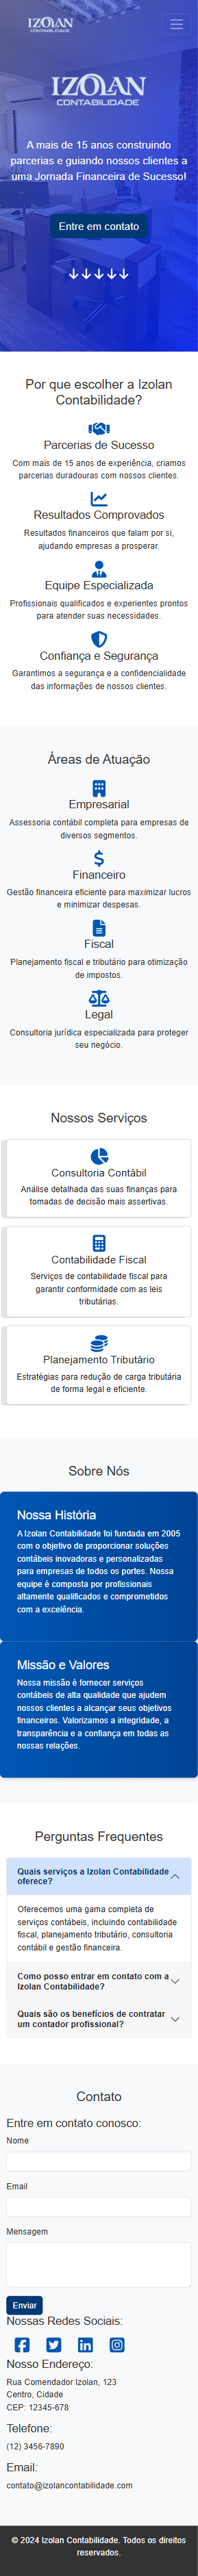 IZOLAN
CONTABILIDADE
IZOLAN
CONTABILIDADE
A mais de 15 anos construindo
parcerias e guiando nossos clientes a
uma Jornada Financeira de Sucesso!
Entre em contato
Por que escolher a Izolan
Contabilidade?
Parcerias de Sucesso
Com mais de 15 anos de experiência, criamos
parcerias duradouras com nossos clientes.
Resultados Comprovados
Resultados financeiros que falam por si,
ajudando empresas a prosperar.
Equipe Especializada
Profissionais qualificados e experientes prontos
para atender suas necessidades.
Confiança e Segurança
Garantimos a segurança e a confidencialidade
das informações de nossos clientes.
Áreas de Atuação
Empresarial
Assessoria contábil completa para empresas de
diversos segmentos.
Financeiro
Gestão financeira eficiente para maximizar lucros
e minimizar despesas.
Fiscal
Planejamento fiscal e tributário para otimização
de impostos.
Legal
Consultoria jurídica especializada para proteger
seu negócio.
Nossos Serviços
Consultoria Contábil
Análise detalhada das suas finanças para
tomadas de decisão mais assertivas.
Contabilidade Fiscal
Serviços de contabilidade fiscal para
garantir conformidade com as leis
tributárias.
Planejamento Tributário
Estratégias para redução de carga tributária
de forma legal e eficiente.
Sobre Nós
Nossa História
A Izolan Contabilidade foi fundada em 2005
com o objetivo de proporcionar soluções
contábeis inovadoras e personalizadas
para empresas de todos os portes. Nossa
equipe é composta por profissionais
altamente qualificados e comprometidos
com a excelência.
Missão e Valores
Nossa missão é fornecer serviços
contábeis de alta qualidade que ajudem
nossos clientes a alcançar seus objetivos
financeiros. Valorizamos a integridade, a
transparência e a confiança em todas as
nossas relações.
Perguntas Frequentes
Quais serviços a Izolan Contabilidade
oferece?
Oferecemos uma gama completa de
serviços contábeis, incluindo contabilidade
fiscal, planejamento tributário, consultoria
contábil e gestão financeira.
Como posso entrar em contato com a
Izolan Contabilidade?
Quais são os benefícios de contratar
um contador profissional?
Contato
Entre em contato conosco:
Nome
Email
Mensagem
Enviar
Nossas Redes Sociais:
Nosso Endereço:
Rua Comendador Izolan, 123
Centro, Cidade
CEP: 12345-678
Telefone:
(12) 3456-7890
Email:
contato@izolancontabilidade.com
© 2024 Izolan Contabilidade. Todos os direitos
reservados.